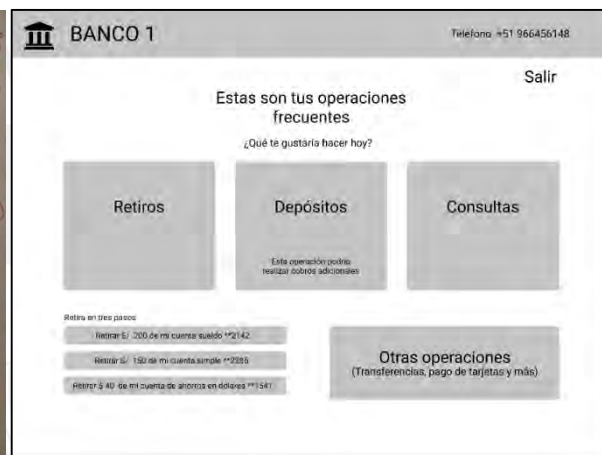 BANCO 1
Telefono +51 966456148
Salir
Estas son tus operaciones
frecuentes
¿Qué te gustaría hacer hoy?
Retiros
Depósitos
Esta operación podría
realizar cobros adicionales
Consultas
Retira en tres pasos
Retirar S/ 200 de mi cuenta sueldo **2142
Retirar S/ 150 de mi cuenta simple
Retirar $ 40 de mi cuenta de ahorros en dólares **1541
Otras operaciones
(Transferencias, pago de tarjetas y más)